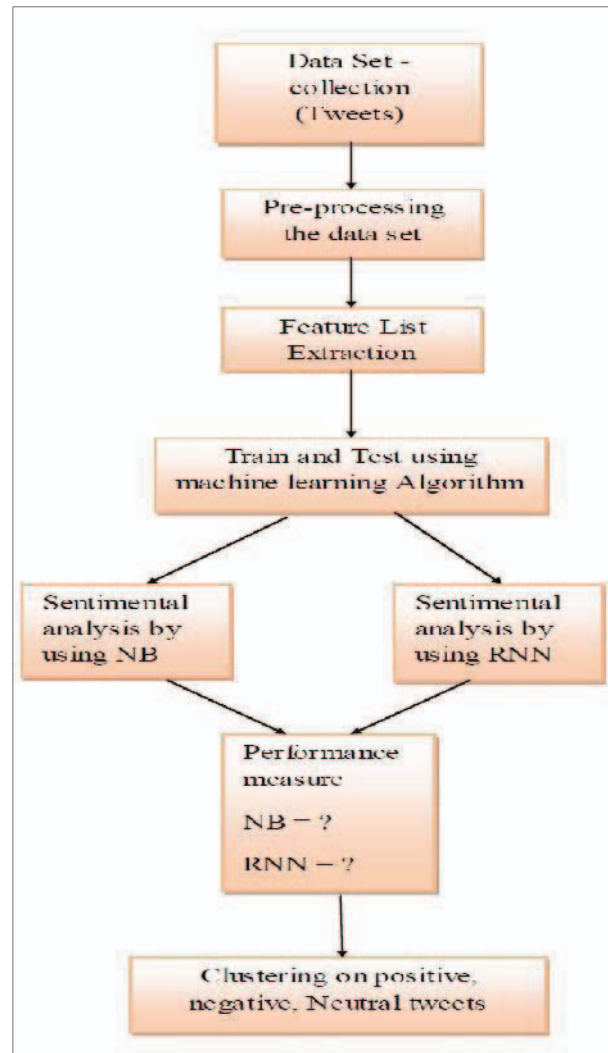 Data Set -
collection
(Tweets)
Pre-processing
the data set
Feature List
Extraction
Train and Test using
machine learning Algorithm
Sentimental
analysis by
using NB
Sentimental
analysis by
using RNN
Performance
measure
NB = ?
RNN = ?
Clustering on positive,
negative, Neutral tweets